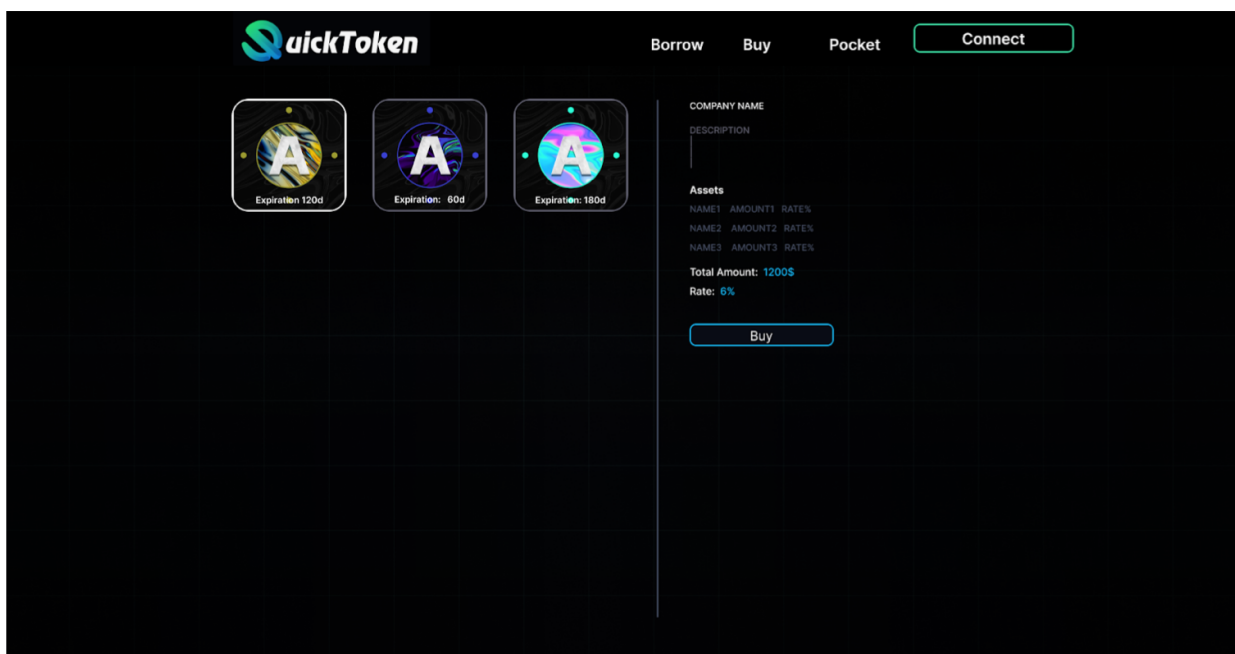 QuickToken
Borrow Buy Pocket Connect
A A A
Expiration 120d Expiration: 60d Expiration: 180d
COMPANY NAME
DESCRIPTION
Assets
NAME1 AMOUNT1 RATE%
NAME2 AMOUNT2 RATE%
NAME3 AMOUNT3 RATE%
Total Amount: 1200$
Rate: 6%
Buy